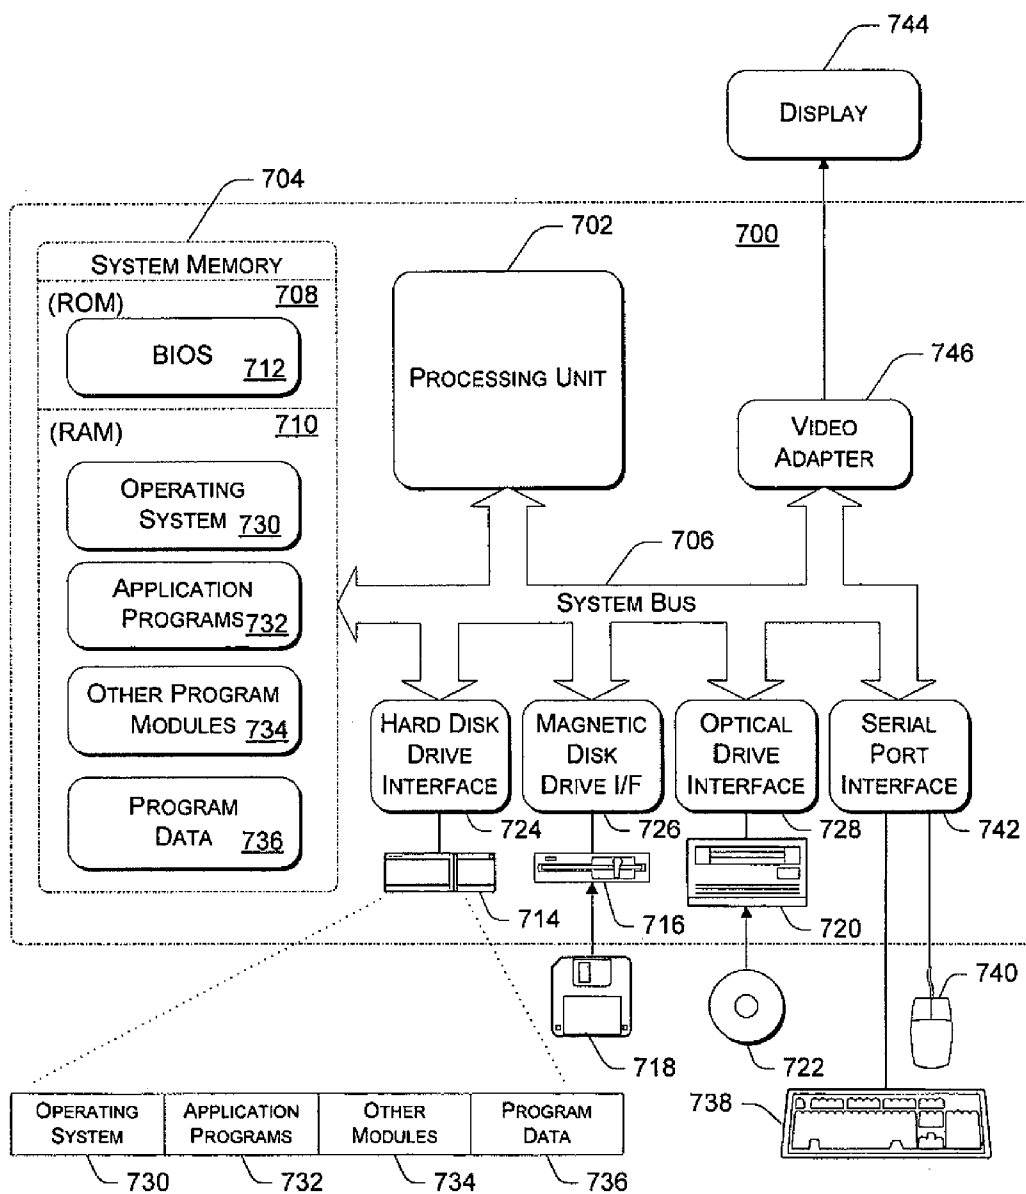 744
DISPLAY
704
702
700
SYSTEM MEMORY
(ROM) 708
BIOS 712
PROCESSING UNIT
746
VIDEO
ADAPTER
(RAM) 710
OPERATING
SYSTEM 730
706
SYSTEM BUS
APPLICATION
PROGRAMS 732
OTHER PROGRAM
MODULES 734
PROGRAM
DATA 736
HARD DISK
DRIVE
INTERFACE
MAGNETIC
DISK
DRIVE I/F
OPTICAL
DRIVE
INTERFACE
SERIAL
PORT
INTERFACE
724
726
728
742
714
716
720
718
722
740
738
OPERATING
SYSTEM
APPLICATION
PROGRAMS
OTHER
MODULES
PROGRAM
DATA
730
732
734
736